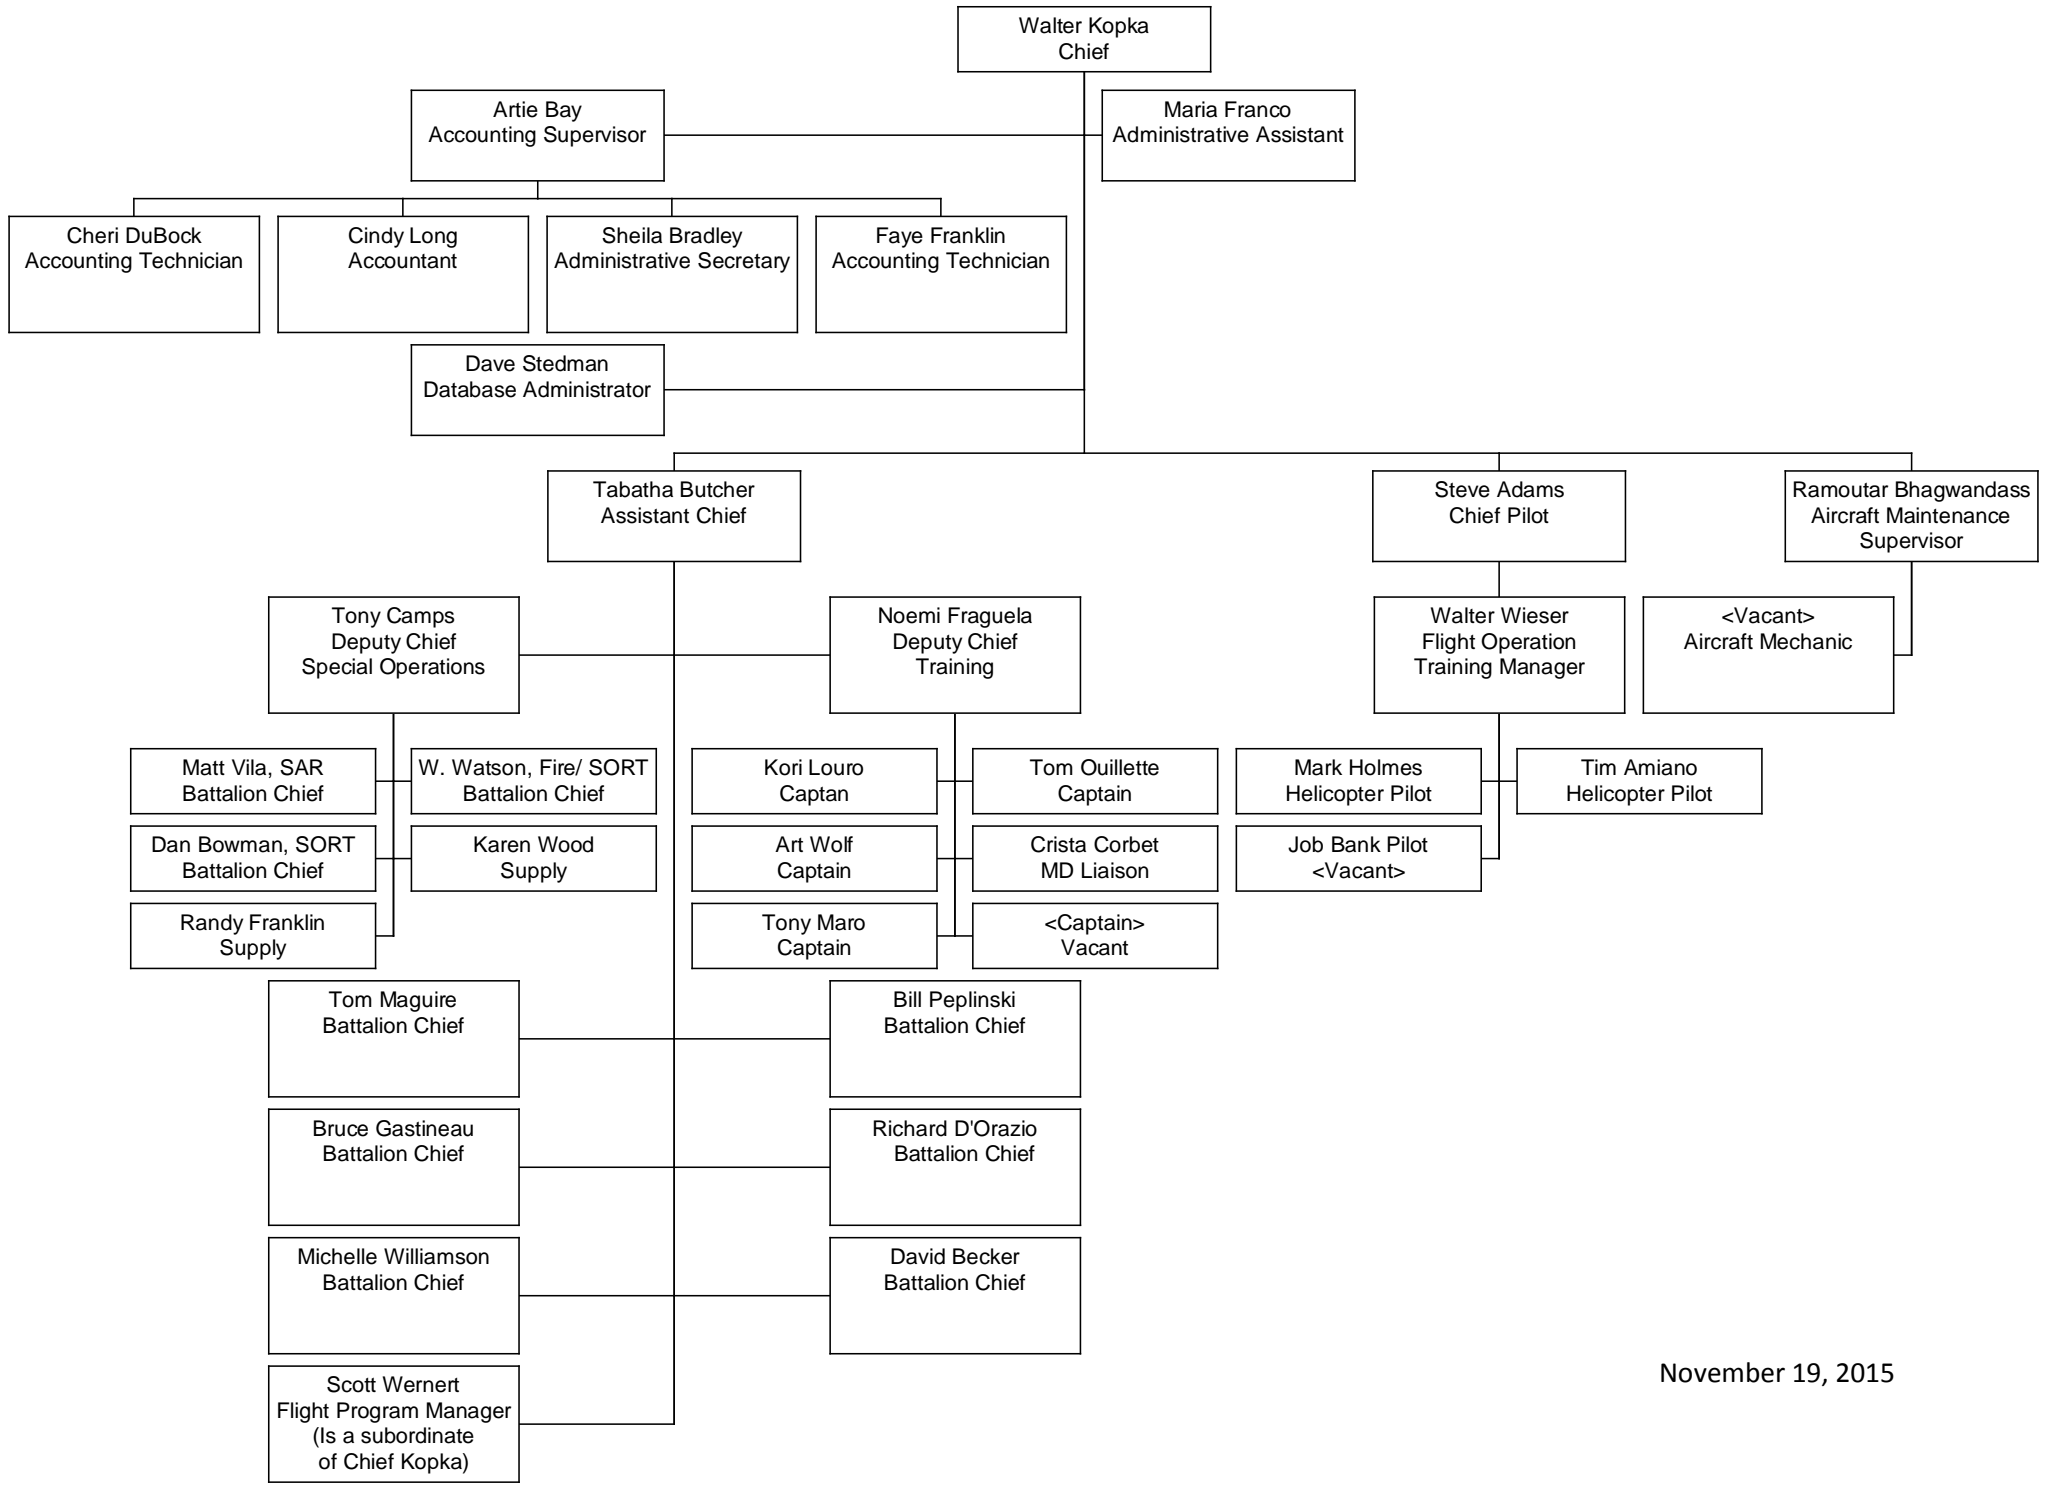 Walter Kopka
Chief
Artie Bay
Accounting Supervisor
Maria Franco
Administrative Assistant
Cheri DuBock
Accounting Technician
Cindy Long
Accountant
Sheila Bradley
Administrative Secretary
Faye Franklin
Accounting Technician
Dave Stedman
Database Administrator
Tabatha Butcher
Assistant Chief
Steve Adams
Chief Pilot
Ramoutar Bhagwandass
Aircraft Maintenance
Supervisor
Tony Camps
Deputy Chief
Special Operations
Noemi Fraguela
Deputy Chief
Training
Walter Wieser
Flight Operation
Training Manager
<Vacant>
Aircraft Mechanic
Matt Vila, SAR
Battalion Chief
W. Watson, Fire/ SORT
Battalion Chief
Kori Louro
Captan
Tom Ouillette
Captain
Mark Holmes
Helicopter Pilot
Tim Amiano
Helicopter Pilot
Dan Bowman, SORT
Battalion Chief
Karen Wood
Supply
Art Wolf
Captain
Crista Corbet
MD Liaison
Job Bank Pilot
<Vacant>
Randy Franklin
Supply
Tony Maro
Captain
<Captain>
Vacant
Tom Maguire
Battalion Chief
Bill Peplinski
Battalion Chief
Bruce Gastineau
Battalion Chief
Richard D'Orazio
Battalion Chief
Michelle Williamson
Battalion Chief
David Becker
Battalion Chief
Scott Wernert
Flight Program Manager
(Is a subordinate
of Chief Kopka)
November 19, 2015